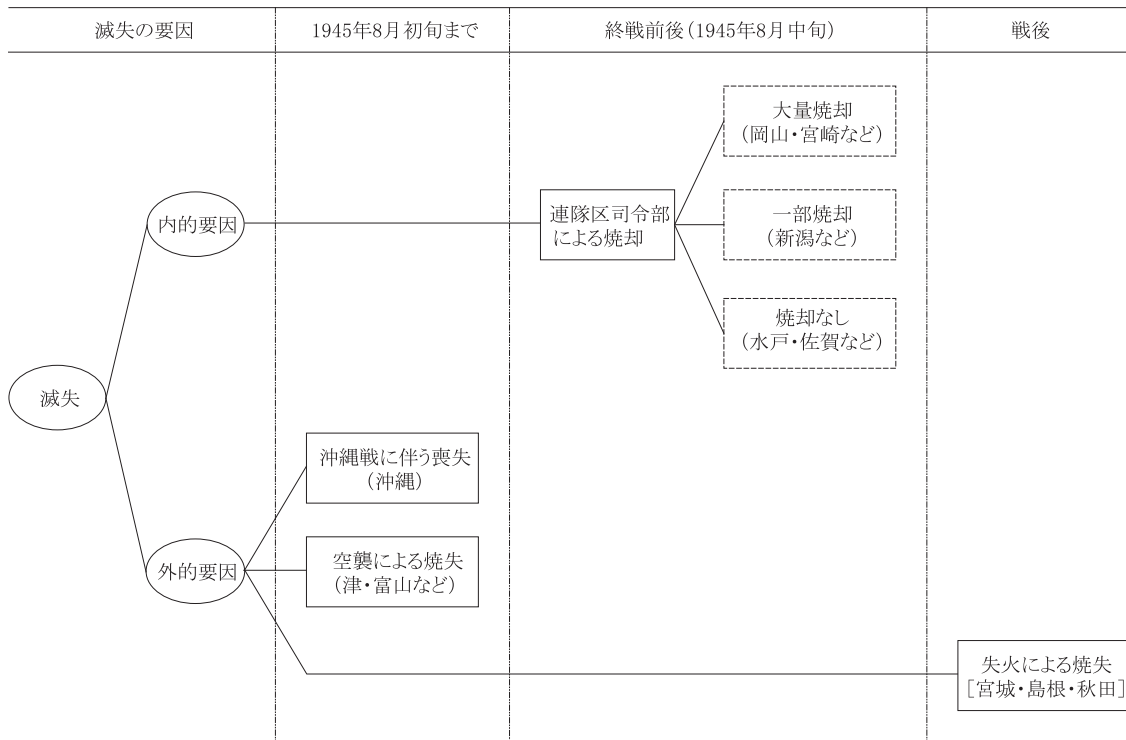 滅失の要因
1945年8月初旬まで
終戦前後(1945年8月中旬)
戦後
大量焼却
(岡山・宮崎など)
内的要因
連隊区司令部
による焼却
一部焼却
(新潟など)
焼却なし
(水戸・佐賀など)
滅失
沖縄戦に伴う喪失
(沖縄)
外的要因
空襲による焼失
(津・富山など)
失火による焼失
[宮城・島根・秋田]